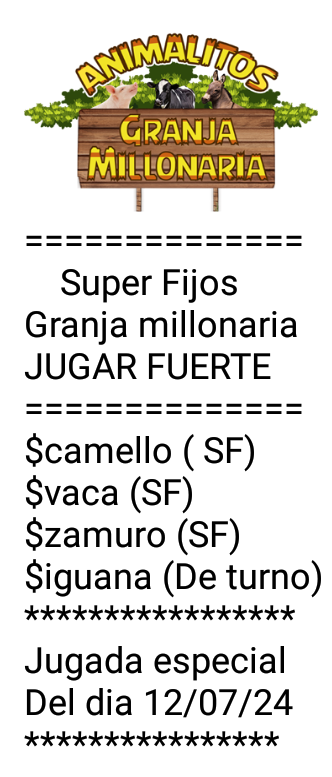 ANIMALITOS
GRANJA
MILLONARIA
==============
Super Fijos
Granja millonaria
JUGAR FUERTE
==============
$camello ( SF)
$vaca (SF)
$zamuro (SF)
$iguana (De turno)
*****************
Jugada especial
Del dia 12/07/24
****************